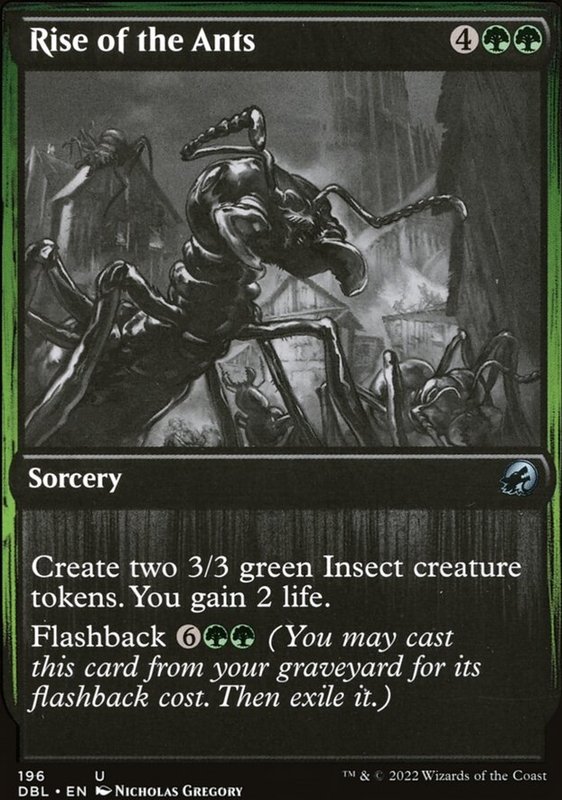 Rise of the Ants 4
Sorcery
Create two 3/3 green Insect creature
tokens. You gain 2 life.
Flashback 6 (You may cast
this card from your graveyard for its
flashback cost. Then exile it.)
196 U
DBL • EN Nicholas Gregory
™ & © 2022 Wizards of the Coast